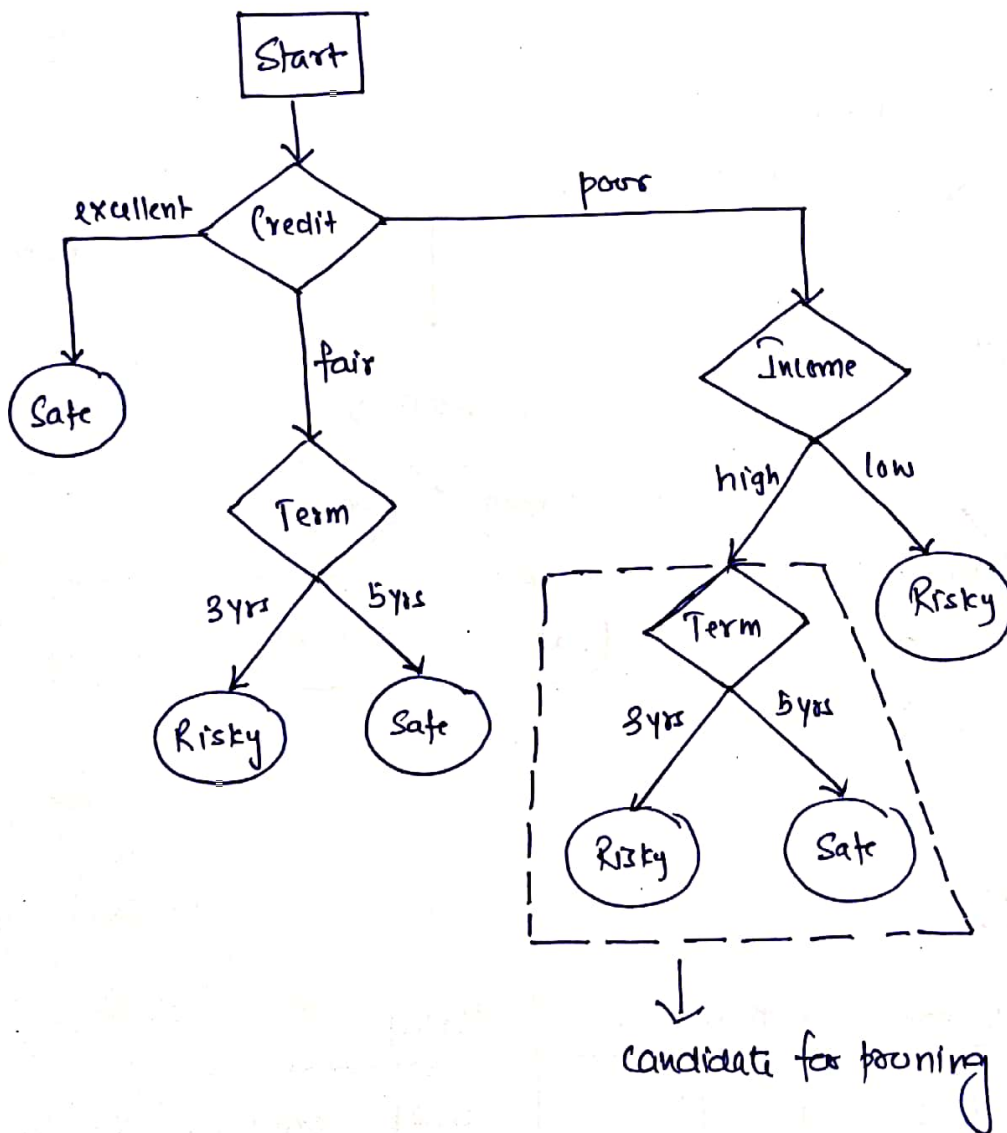 Start
excellent
Credit
poor
fair
Safe
Income
Term
high
low
3yrs
5yrs
Risky
Safe
Term
Risky
3yrs
5yrs
Risky
Safe
candidate for pruning